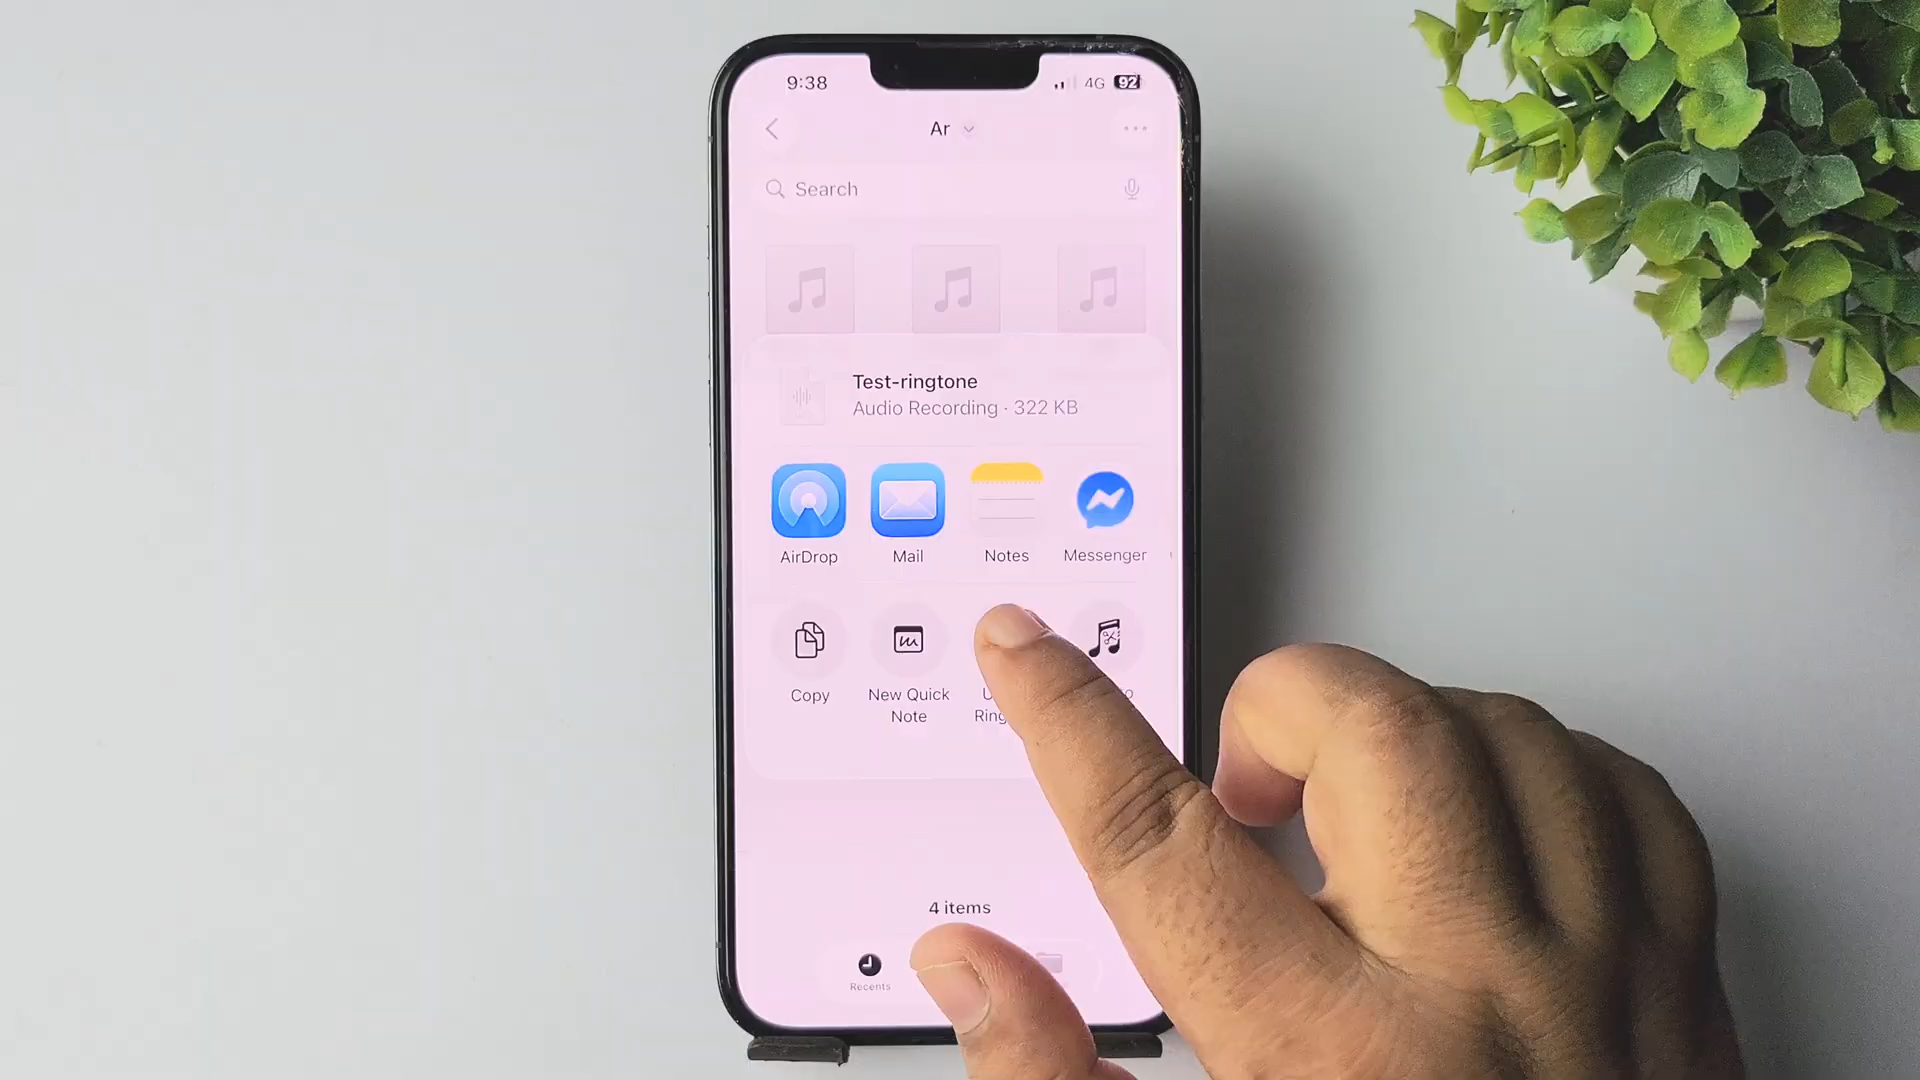 9:38
4G 92
Ar
Search
Test-ringtone
Audio Recording · 322 KB
AirDrop
Mail
Notes
Messenger
Copy
New Quick
Note
4 items
Recents